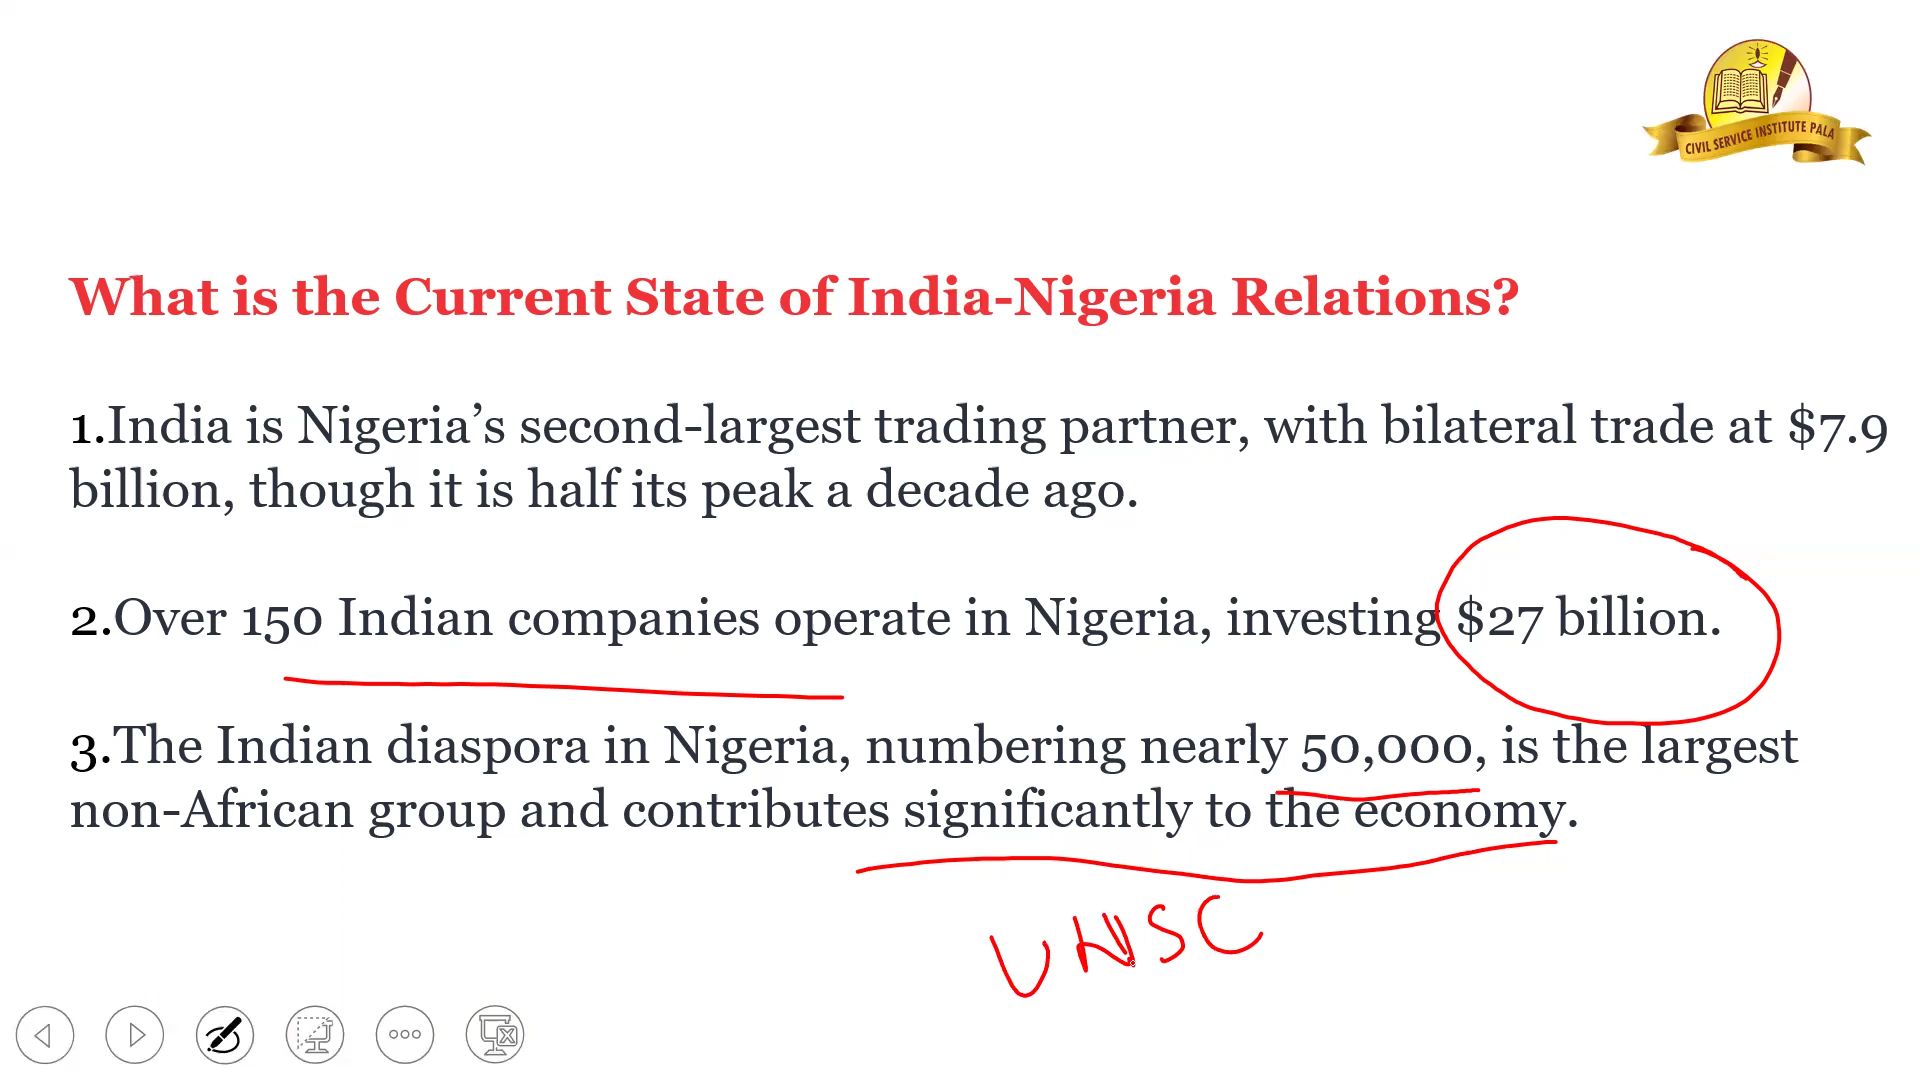 CIVIL SERVICE INSTITUTE PALA
What is the Current State of India-Nigeria Relations?
1.India is Nigeria’s second-largest trading partner, with bilateral trade at $7.9
billion, though it is half its peak a decade ago.
2.Over 150 Indian companies operate in Nigeria, investing $27 billion.
3.The Indian diaspora in Nigeria, numbering nearly 50,000, is the largest
non-African group and contributes significantly to the economy.
UNSC